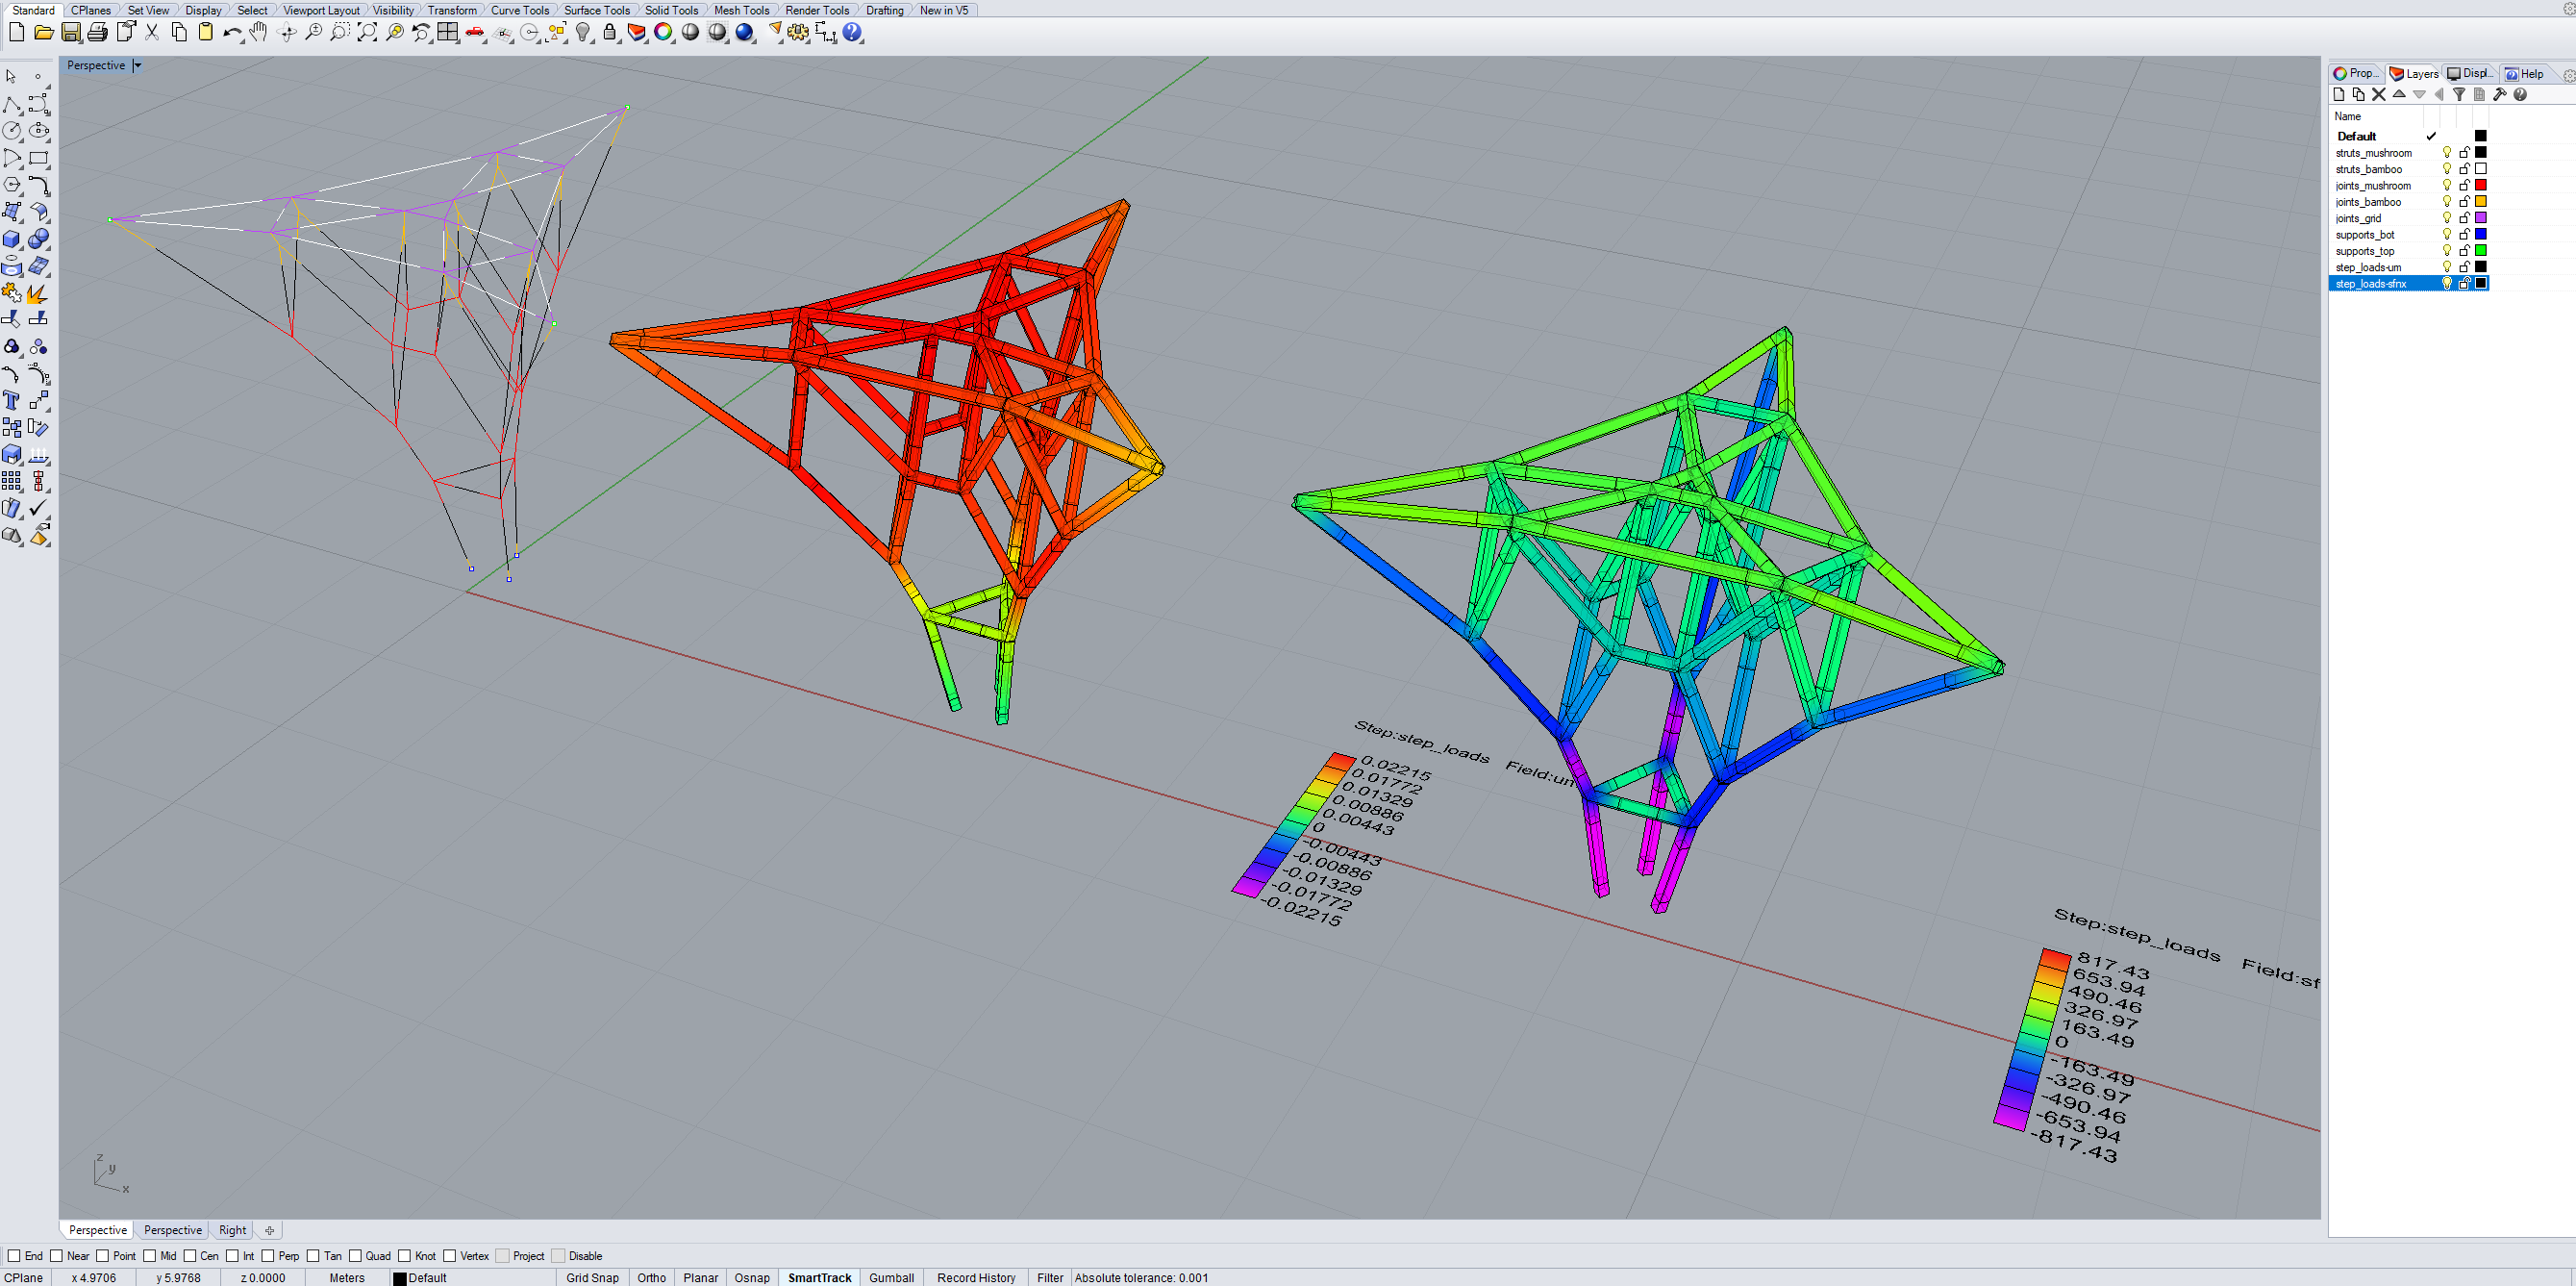 Standard CPlanes Set View Display Select Viewport Layout Visibility Transform Curve Tools Surface Tools Solid Tools Mesh Tools Render Tools Drafting New in V5
Perspective
Prop... Layers Displ... Help
Name
Default
struts_mushroom
struts_bamboo
joints_mushroom
joints_bamboo
joints_grid
supports_bot
supports_top
step_loads-um
step_loads-sfnx
Step:step_loads Field:um
0.02215
0.01772
0.01329
0.00886
0.00443
0
-0.00443
-0.00886
-0.01329
-0.01772
-0.02215
Step:step_loads Field:sf
817.43
653.94
490.46
326.97
163.49
0
-163.49
-326.97
-490.46
-653.94
-817.43
z
y
x
Perspective Perspective Right
End Near Point Mid Cen Int Perp Tan Quad Knot Vertex Project Disable
CPlane x 4.9706 y 5.9768 z 0.0000 Meters Default Grid Snap Ortho Planar Osnap SmartTrack Gumball Record History Filter Absolute tolerance: 0.001